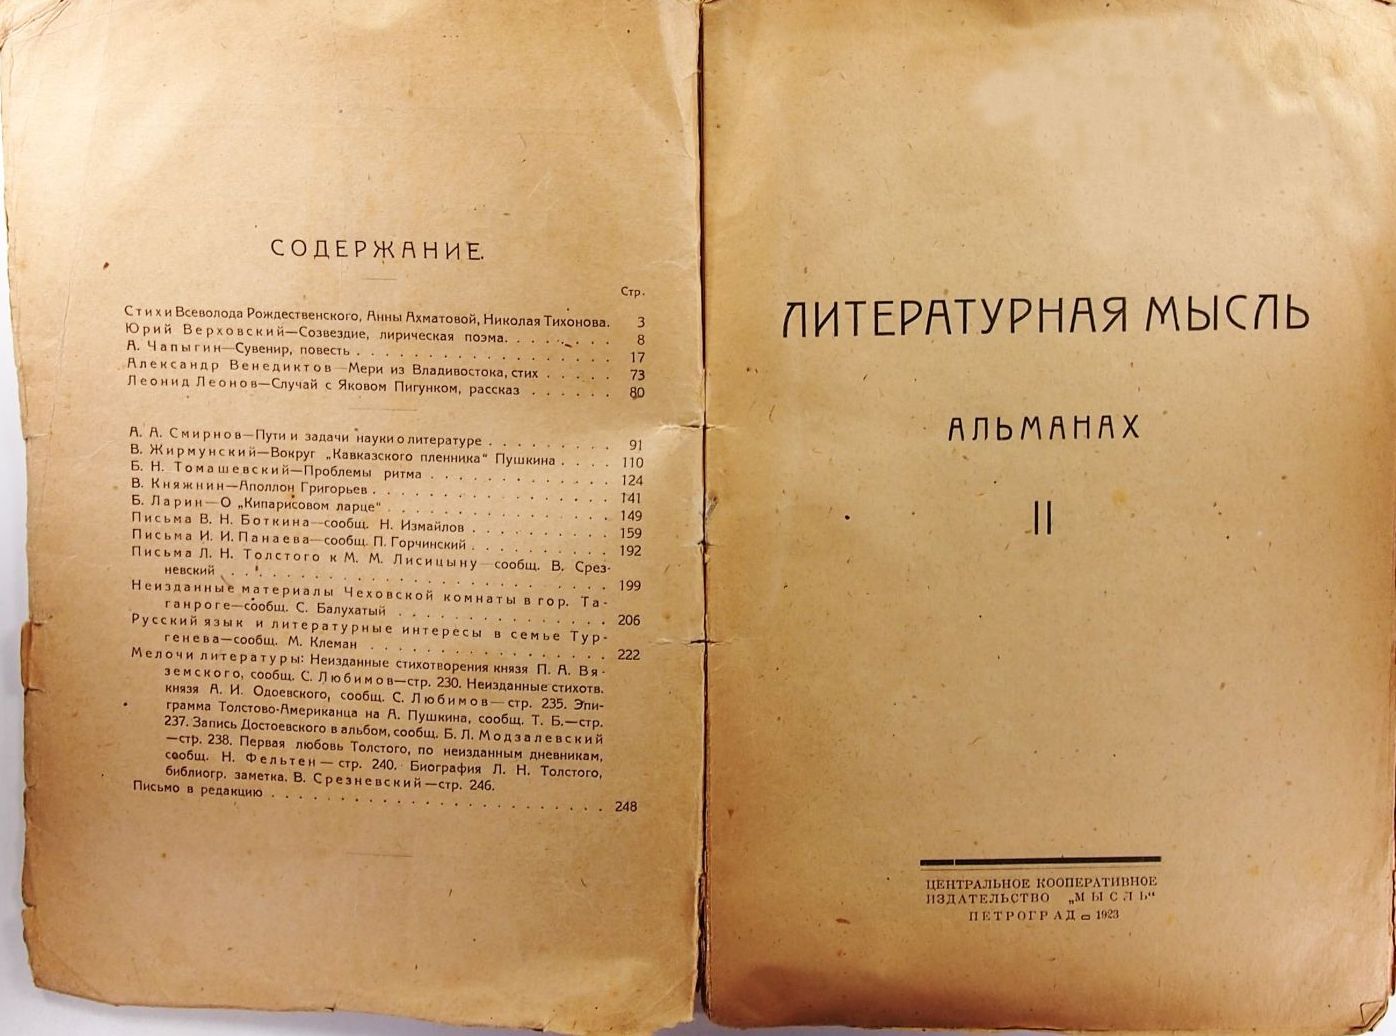 СОДЕРЖАНИЕ.
Стр.
Стихи Всеволода Рождественского, Анны Ахматовой, Николая Тихонова. 3
Юрий Верховский—Созвездие, лирическая поэма. . . . . . . 8
А. Чапыгин—Сувенир, повесть . . . . . . . . . . . . . . . 17
Александр Венедиктов—Мери из Владивостока, стих . . . . . 73
Леонид Леонов—Случай с Яковом Пигунком, рассказ . . . . . . 80
А. А. Смирнов—Пути и задачи науки о литературе . . . . . . . . 91
В. Жирмунский—Вокруг „Кавказского пленника“ Пушкина . . . . 110
Б. Н. Томашевский—Проблемы ритма . . . . . . . . . . . . 124
В. Княжнин—Аполлон Григорьев . . . . . . . . . . . . . . . 141
Б. Ларин—О „Кипарисовом ларце“ . . . . . . . . . . . . . . 149
Письма В. Н. Боткина—сообщ. Н. Измайлов . . . . . . . . . 159
Письма И. И. Панаева—сообщ. П. Горчинский . . . . . . . . . 192
Письма Л. Н. Толстого к М. М. Лисицыну—сообщ. В. Срез-
невский . . . . . . . . . . . . . . . . . . . . . . . 199
Неизданные материалы Чеховской комнаты в гор. Та-
ганроге—сообщ. С. Балухатый . . . . . . . . . . . . . 206
Русский язык и литературные интересы в семье Тур-
генева—сообщ. М. Клеман . . . . . . . . . . . . . . . 222
Мелочи литературы: Неизданные стихотворения князя П. А. Вя-
земского, сообщ. С. Любимов—стр. 230. Неизданные стихотв.
князя А. И. Одоевского, сообщ. С. Любимов—стр. 235. Эпи-
грамма Толстово-Американца на А. Пушкина, сообщ. Т. Б.—стр.
237. Запись Достоевского в альбом, сообщ. Б. Л. Модзалевский
—стр. 238. Первая любовь Толстого, по неизданным дневникам,
сообщ. Н. Фельтен—стр. 240. Биография Л. Н. Толстого,
библиогр. заметка. В. Срезневский—стр. 246.
Письмо в редакцию . . . . . . . . . . . . . . . . . . . . . . 248
ЛИТЕРАТУРНАЯ МЫСЛЬ
АЛЬМАНАХ
II
ЦЕНТРАЛЬНОЕ КООПЕРАТИВНОЕ
ИЗДАТЕЛЬСТВО „МЫСЛЬ“
ПЕТРОГРАД 1923